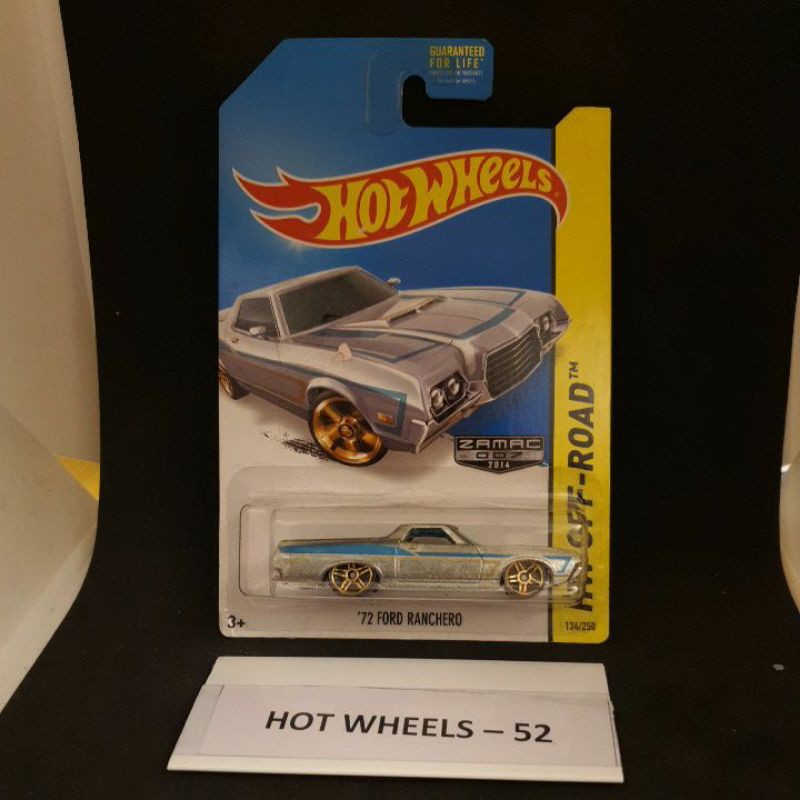 GUARANTEED
FOR LIFE*
HOT WHEELS
HW OFF-ROAD™
ZAMAC
007
2014
3+
'72 FORD RANCHERO
134/250
HOT WHEELS – 52